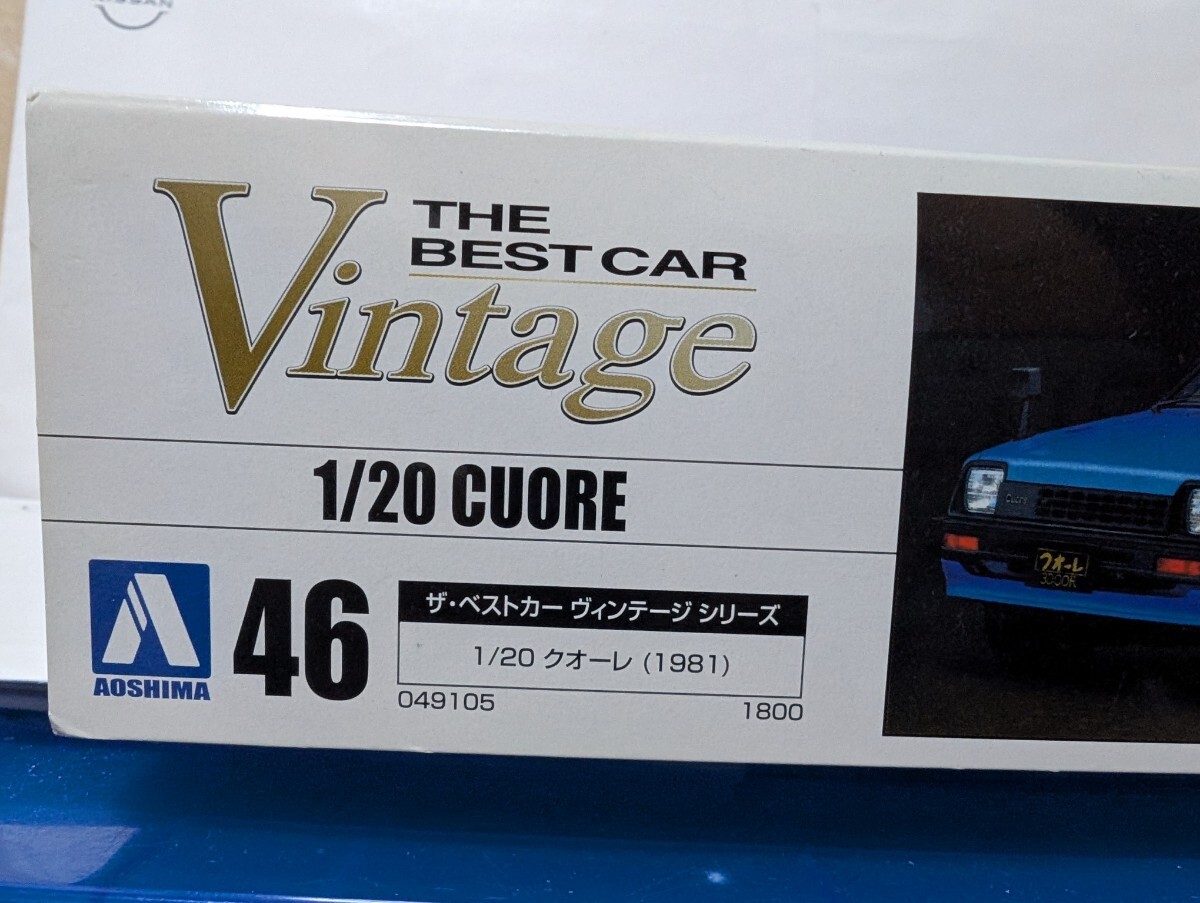 NISSAN
THE
BEST CAR
Vintage
1/20 CUORE
AOSHIMA
46
ザ・ベストカー ヴィンテージ シリーズ
1/20 クオーレ (1981)
049105
1800
Cuore
クオーレ